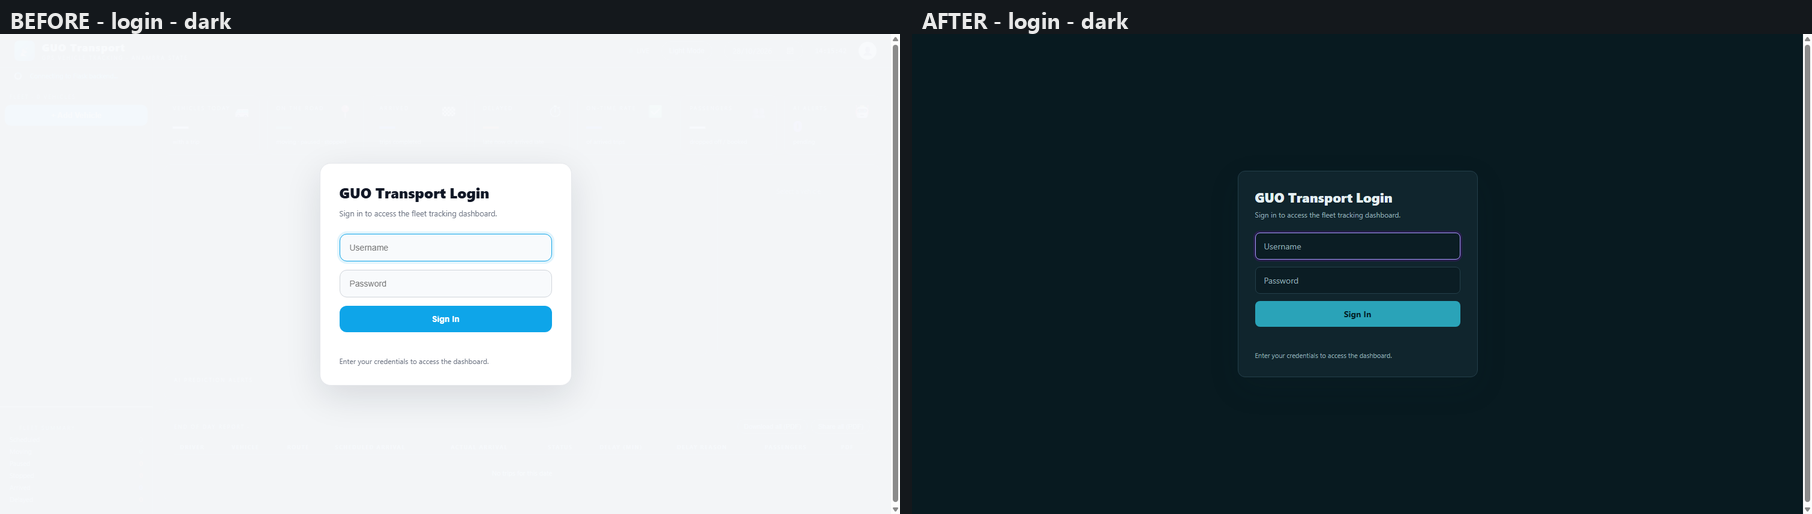 BEFORE - login - dark
GUO Transport
GUO Transport Login
Sign in to access the fleet tracking dashboard.
Username
Password
Sign In
Enter your credentials to access the dashboard.
AFTER - login - dark
GUO Transport Login
Sign in to access the fleet tracking dashboard.
Username
Password
Sign In
Enter your credentials to access the dashboard.